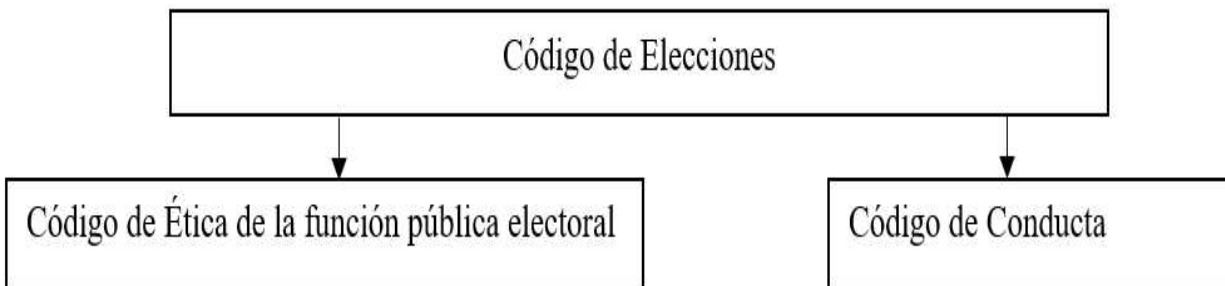 Código de Elecciones
Código de Ética de la función pública electoral
Código de Conducta